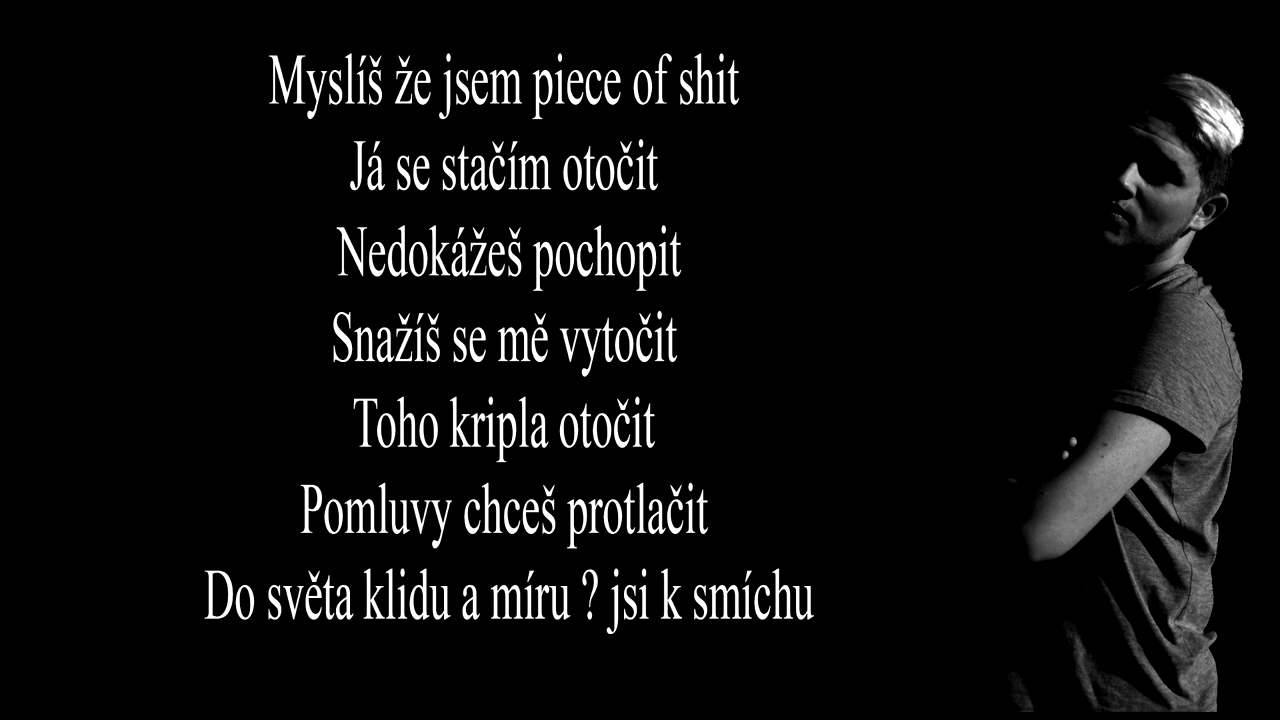 Myslíš že jsem piece of shit
Já se stačím otočit
Nedokážeš pochopit
Snažíš se mě vytočit
Toho kripla otočit
Pomluvy chceš protlačit
Do světa klidu a míru ? jsi k smíchu